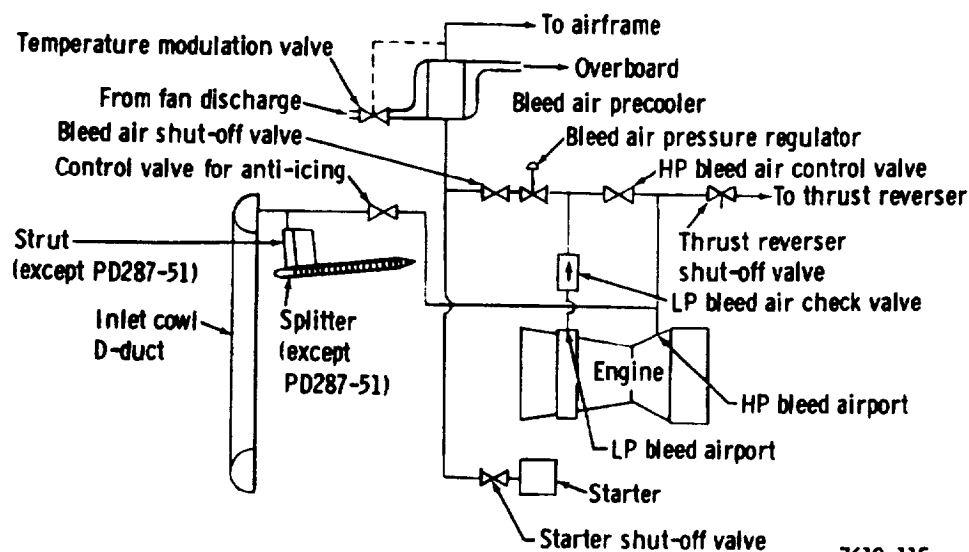 To airframe
Temperature modulation valve
Overboard
From fan discharge
Bleed air precooler
Bleed air shut-off valve
Bleed air pressure regulator
Control valve for anti-icing
HP bleed air control valve
To thrust reverser
Strut
(except PD287-51)
Thrust reverser
shut-off valve
LP bleed air check valve
Inlet cowl
D-duct
Splitter
(except
PD287-51)
Engine
HP bleed airport
LP bleed airport
Starter
Starter shut-off valve